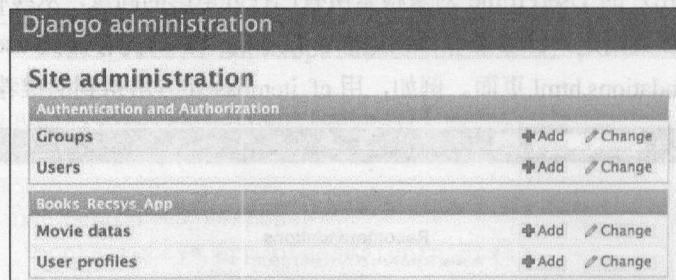 Django administration
Site administration
Authentication and Authorization
Groups Add Change
Users Add Change
Books_Recsys_App
Movie datas Add Change
User profiles Add Change